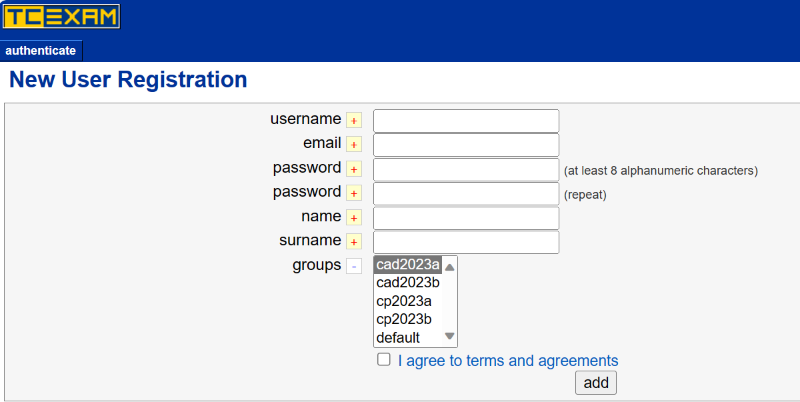 TCEXAM
authenticate
New User Registration
username +
email +
password + (at least 8 alphanumeric characters)
password + (repeat)
name +
surname +
groups - cad2023a
cad2023b
cp2023a
cp2023b
default
I agree to terms and agreements
add